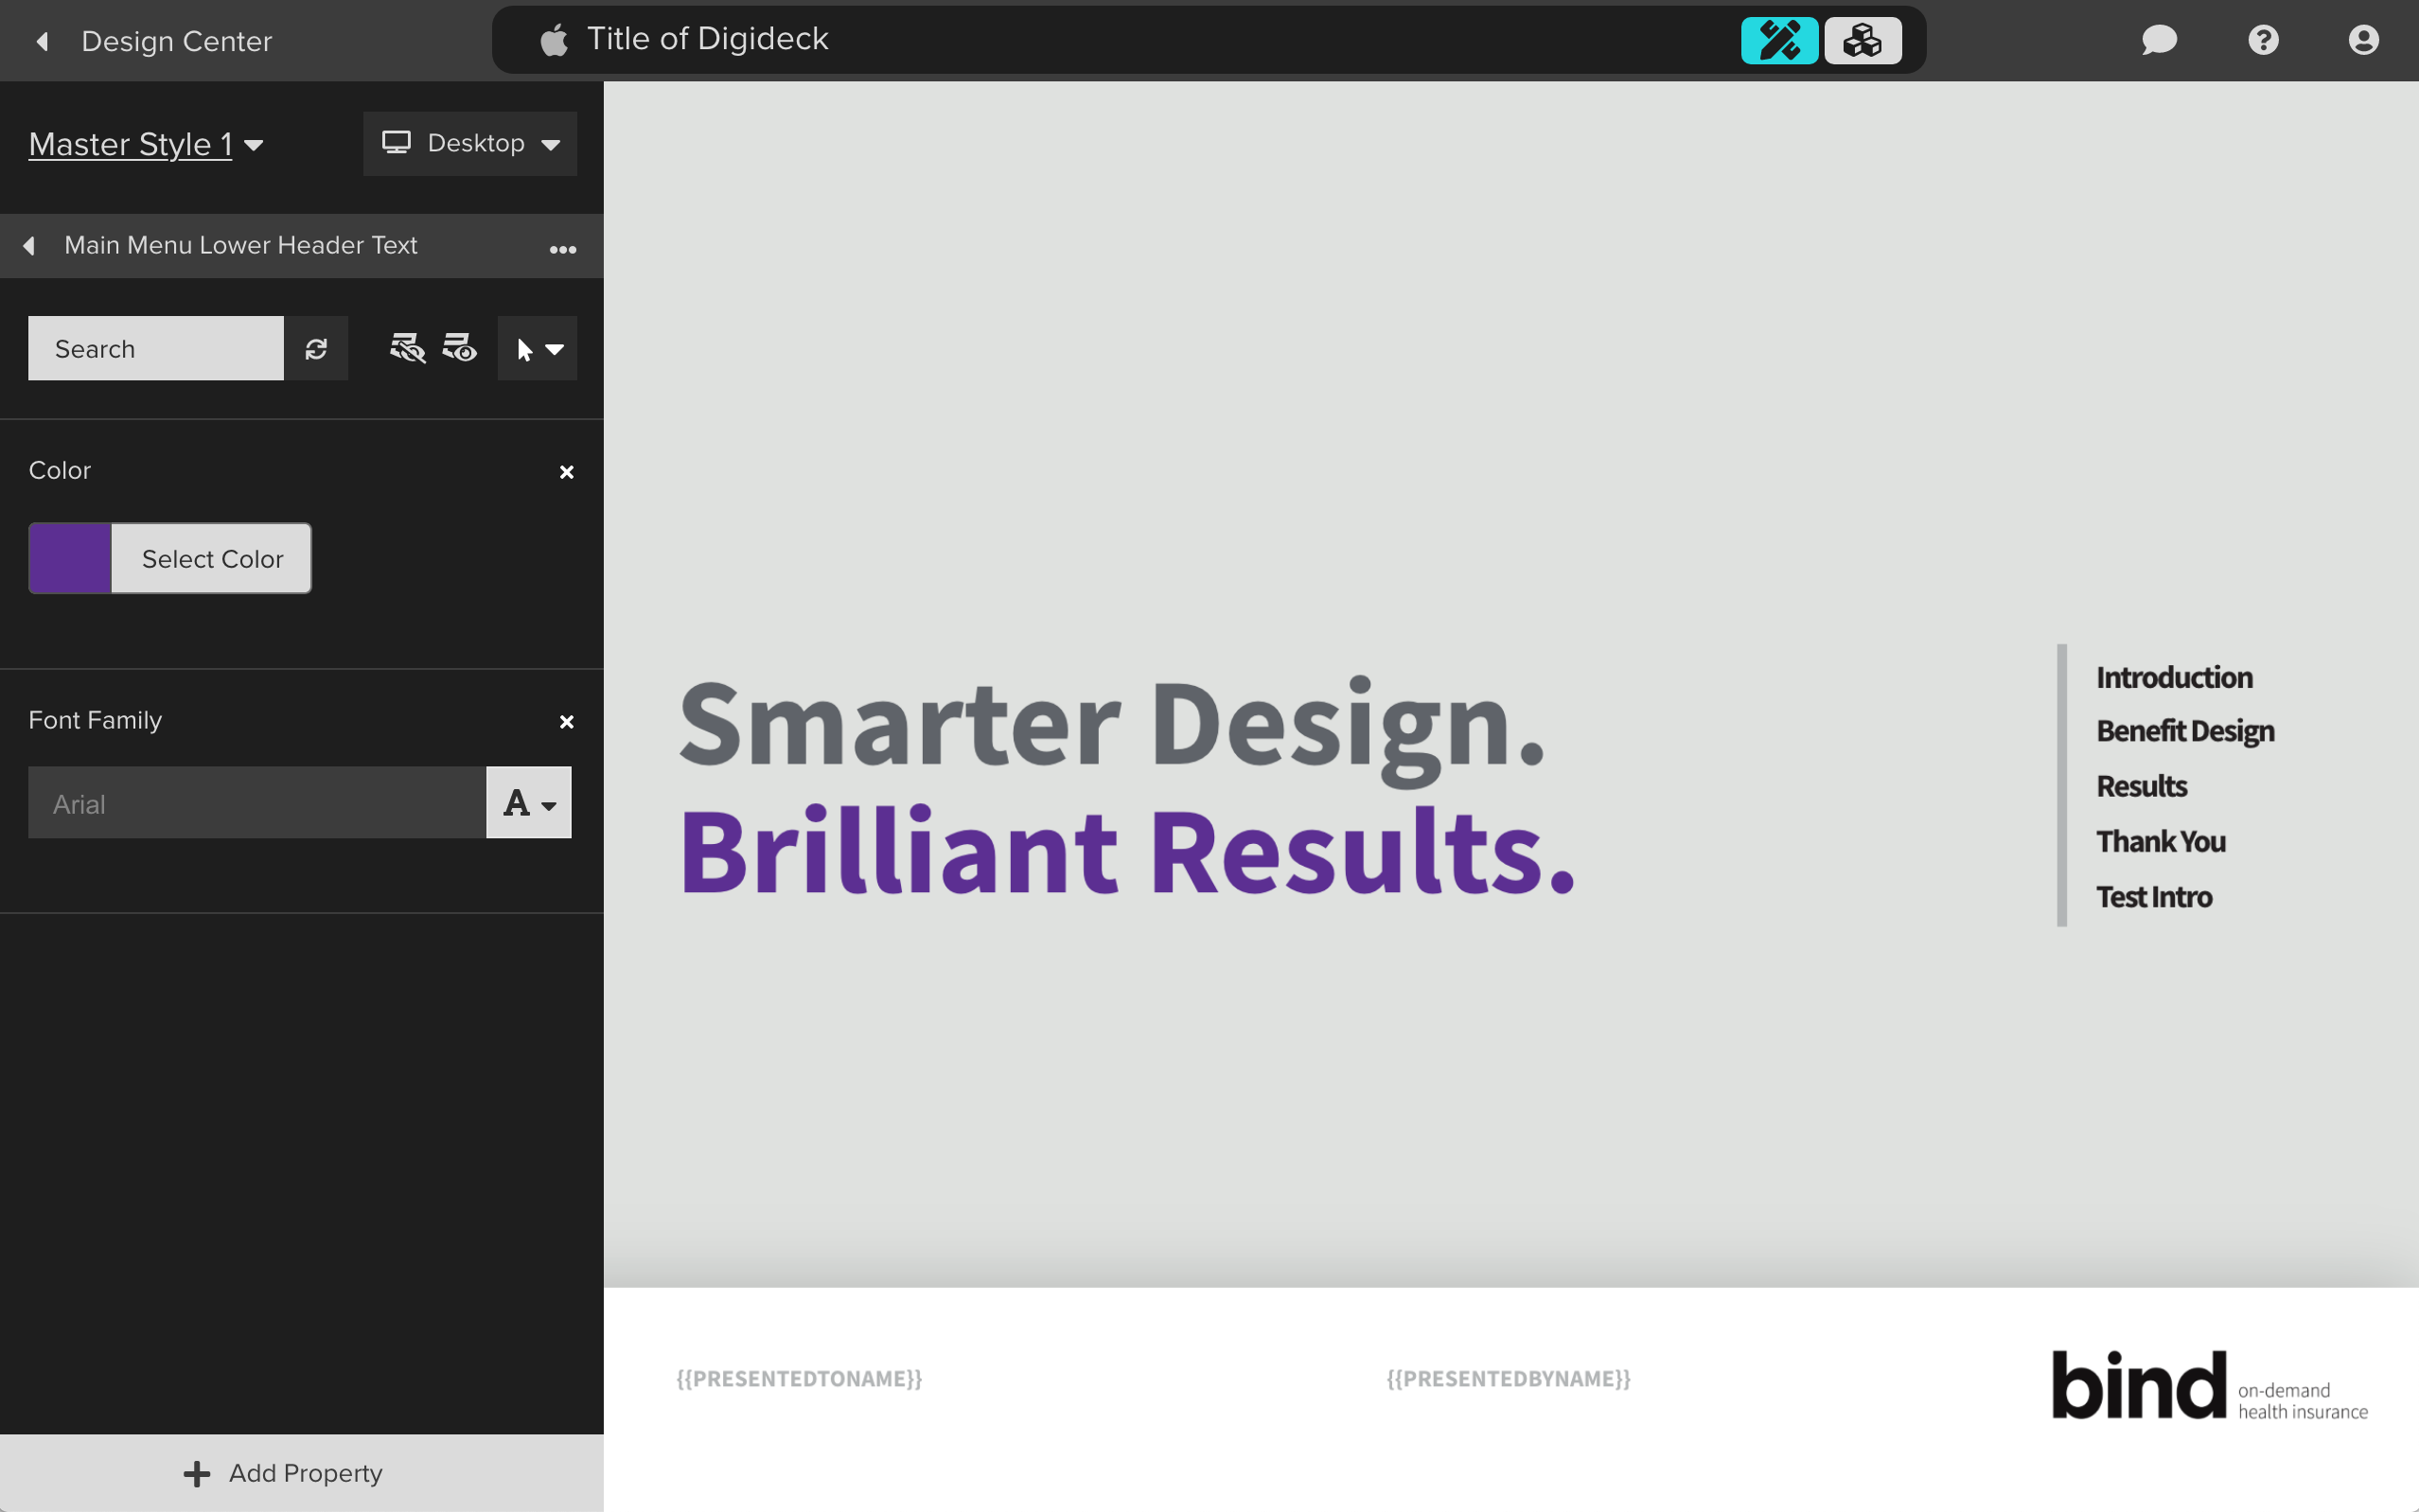 Design Center
Title of Digideck
Master Style 1
Desktop
Main Menu Lower Header Text
Search
Color
Select Color
Font Family
Arial
A
Add Property
Smarter Design.
Brilliant Results.
Introduction
Benefit Design
Results
Thank You
Test Intro
{{PRESENTEDTONAME}}
{{PRESENTEDBYNAME}}
bind
on-demand
health insurance